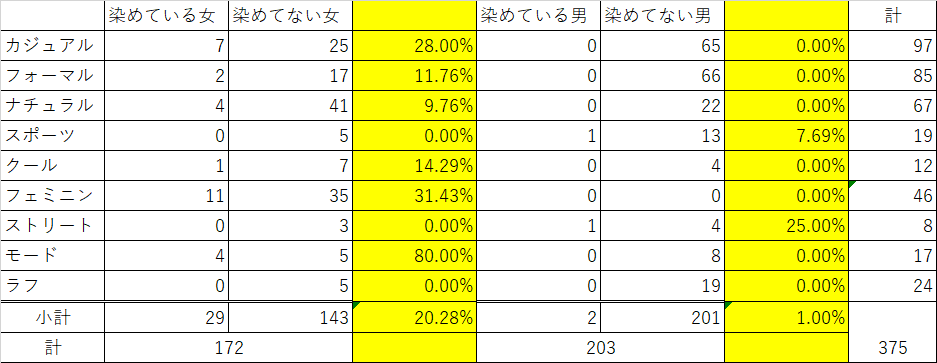 染めている女 染めてない女 染めている男 染めてない男 計
カジュアル 7 25 28.00% 0 65 0.00% 97
フォーマル 2 17 11.76% 0 66 0.00% 85
ナチュラル 4 41 9.76% 0 22 0.00% 67
スポーツ 0 5 0.00% 1 13 7.69% 19
クール 1 7 14.29% 0 4 0.00% 12
フェミニン 11 35 31.43% 0 0 0.00% 46
ストリート 0 3 0.00% 1 4 25.00% 8
モード 4 5 80.00% 0 8 0.00% 17
ラフ 0 5 0.00% 0 19 0.00% 24
小計 29 143 20.28% 2 201 1.00%
計 172 203 375